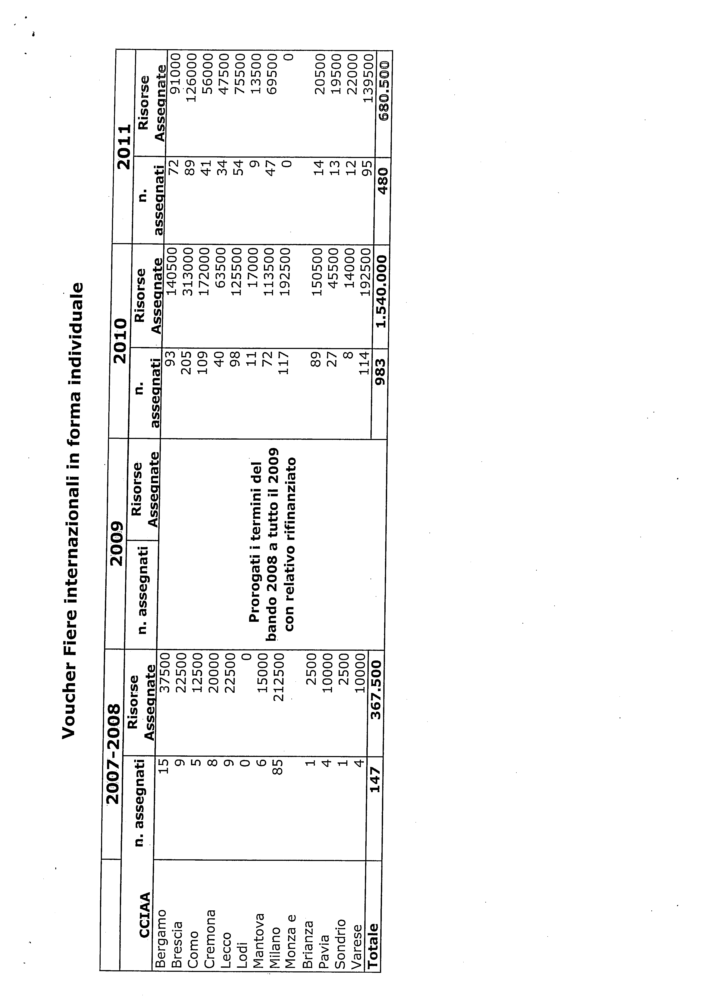 Voucher Fiere internazionali in forma individuale
2007-2008 2009 2010 2011
CCIAA n. assegnati Risorse Assegnate n. assegnati Risorse Assegnate n. assegnati Risorse Assegnate n. assegnati Risorse Assegnate
Bergamo 15 37500 93 140500 72 91000
Brescia 9 22500 205 313000 89 126000
Como 5 12500 109 172000 41 56000
Cremona 8 20000 40 63500 34 47500
Lecco 9 22500 98 125500 54 75500
Lodi 0 0 Prorogati i termini del 11 17000 9 13500
Mantova 6 15000 bando 2008 a tutto il 2009 72 113500 47 69500
Milano 85 212500 con relativo rifinanziato 117 192500 0 0
Monza e
Brianza 1 2500 89 150500 14 20500
Pavia 4 10000 27 45500 13 19500
Sondrio 1 2500 8 14000 12 22000
Varese 4 10000 114 192500 95 139500
Totale 147 367.500 983 1.540.000 480 680.500